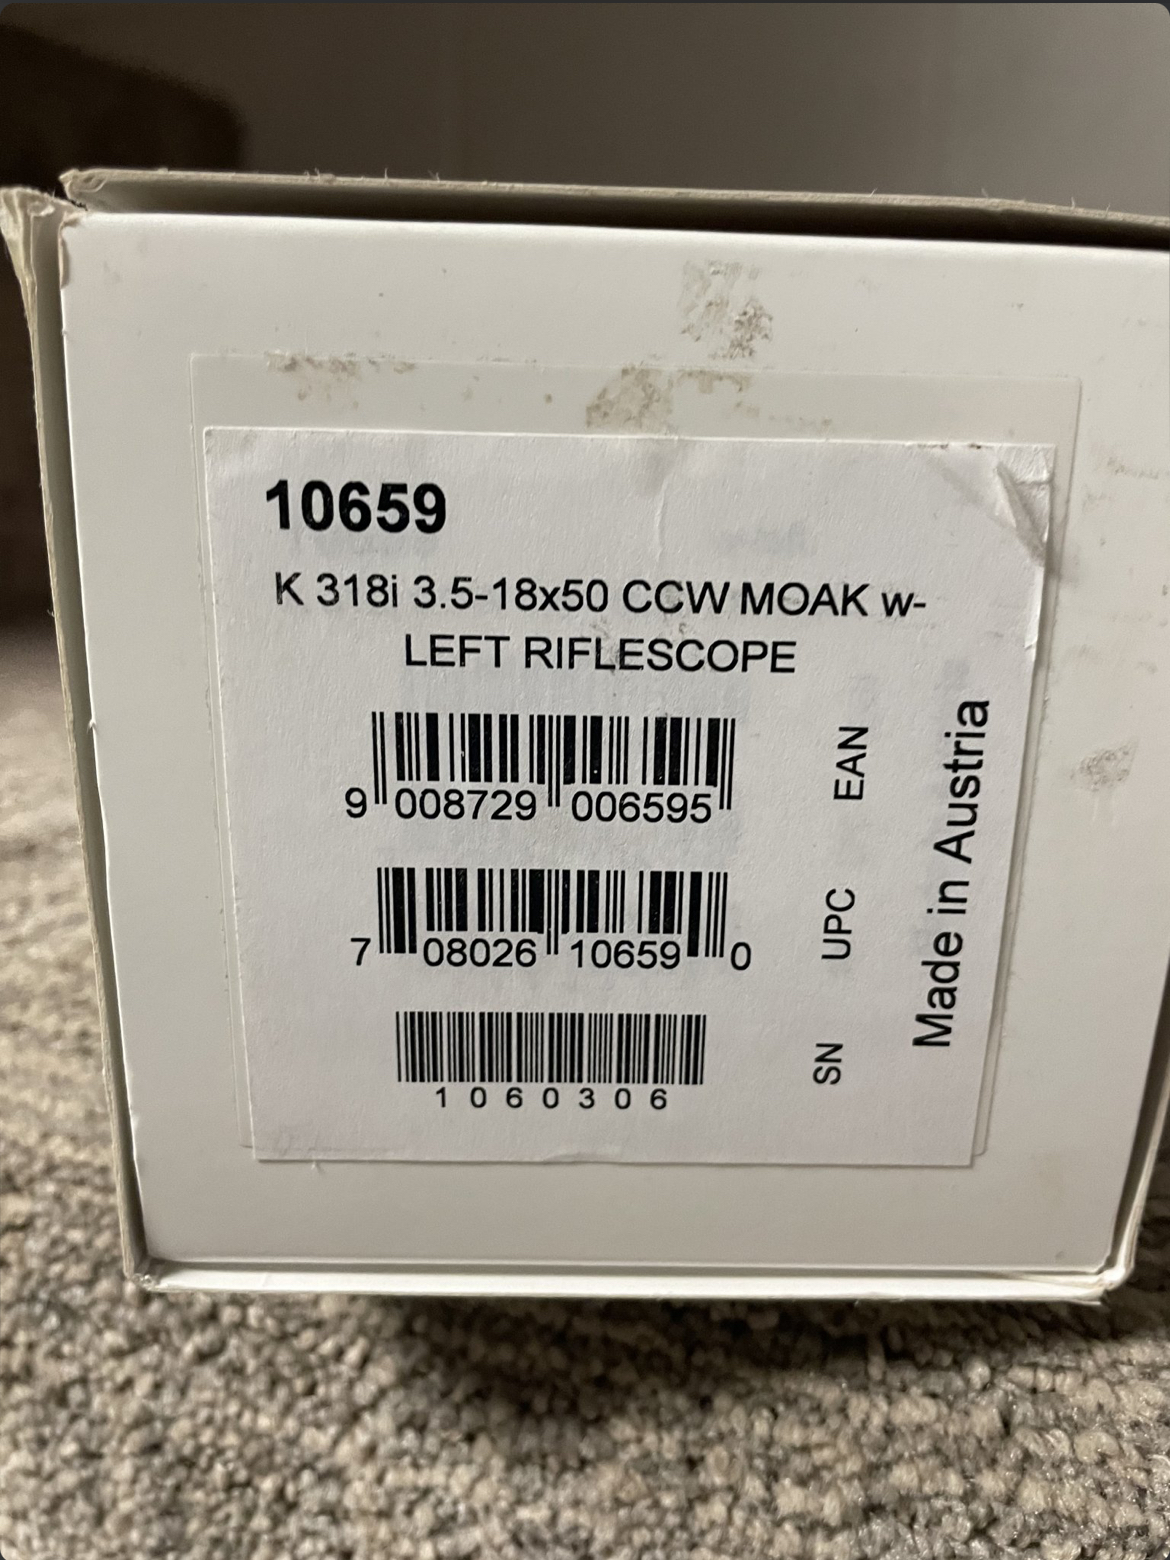 10659
K 318i 3.5-18x50 CCW MOAK w-
LEFT RIFLESCOPE
9 008729 006595
EAN
7 08026 10659 0
UPC
1060306
SN
Made in Austria